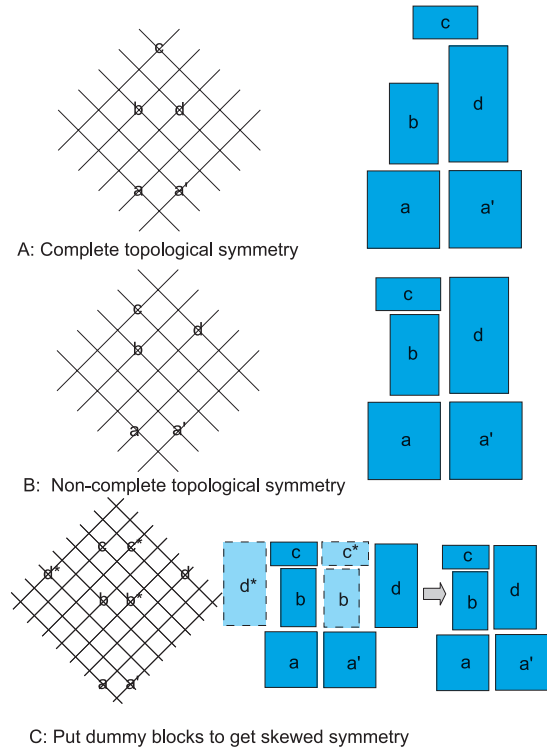 c
b d
a a'
c
b
d
a
a'
A: Complete topological symmetry
c
d
b
a a'
c
b
d
a
a'
B: Non-complete topological symmetry
c c*
d* d
b b*
a a'
c
c*
d*
b
b
d
a
a'
c
b
d
a
a'
C: Put dummy blocks to get skewed symmetry